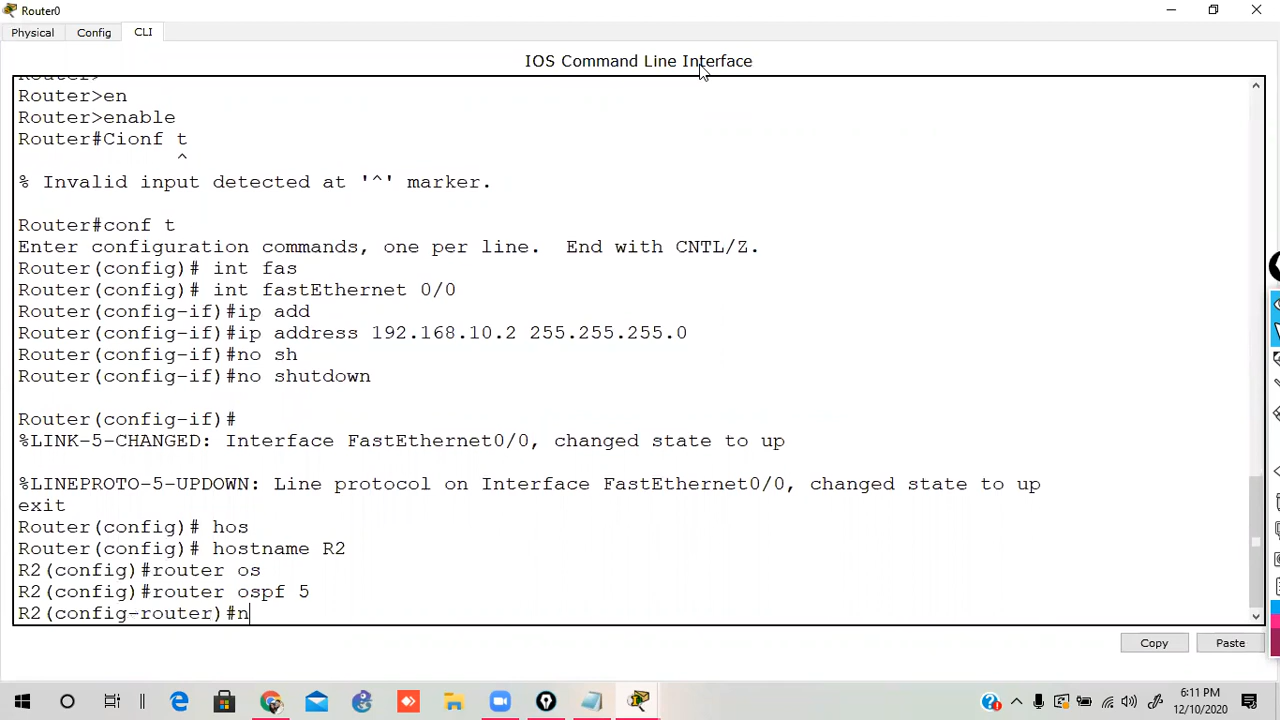 Router0
Physical
Config
CLI
IOS Command Line Interface
Router>
Router>en
Router>enable
Router#Cionf t
^
% Invalid input detected at '^' marker.
Router#conf t
Enter configuration commands, one per line.  End with CNTL/Z.
Router(config)# int fas
Router(config)# int fastEthernet 0/0
Router(config-if)#ip add
Router(config-if)#ip address 192.168.10.2 255.255.255.0
Router(config-if)#no sh
Router(config-if)#no shutdown
Router(config-if)#
%LINK-5-CHANGED: Interface FastEthernet0/0, changed state to up
%LINEPROTO-5-UPDOWN: Line protocol on Interface FastEthernet0/0, changed state to up
exit
Router(config)# hos
Router(config)# hostname R2
R2(config)#router os
R2(config)#router ospf 5
R2(config-router)#n
Copy
Paste
6:11 PM
12/10/2020